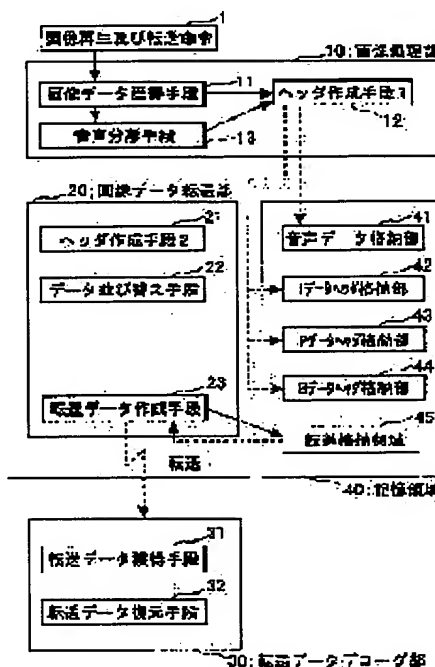 1
画像再生及び転送命令
10:画像処理部
11
画像データ獲得手段
ヘッダ作成手段1
12
音声分離手段
13
20:画像データ転送部
21
ヘッダ作成手段2
22
データ並び替え手段
23
転送データ作成手段
転送
41
音声データ格納部
42
Iデータヘッダ格納部
43
Pデータヘッダ格納部
44
Bデータヘッダ格納部
45
転送格納領域
40:記憶領域
31
転送データ獲得手段
32
転送データ復元手段
30:転送データデコーダ部